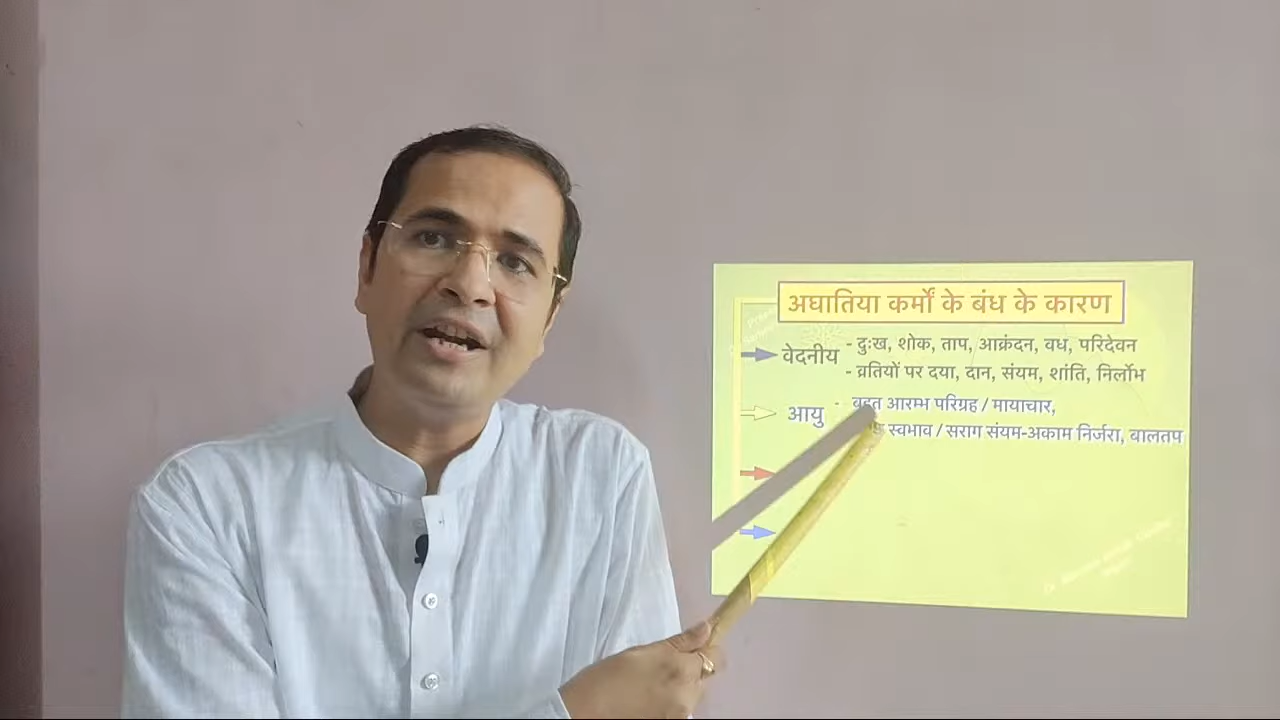 अघातिया कर्मों के बंध के कारण
वेदनीय - दुःख, शोक, ताप, आक्रंदन, वध, परिदेवन
- व्रतियों पर दया, दान, संयम, शांति, निर्लोभ
आयु - बहुत आरम्भ परिग्रह / मायाचार,
स्वभाव / सराग संयम-अकाम निर्जरा, बालतप